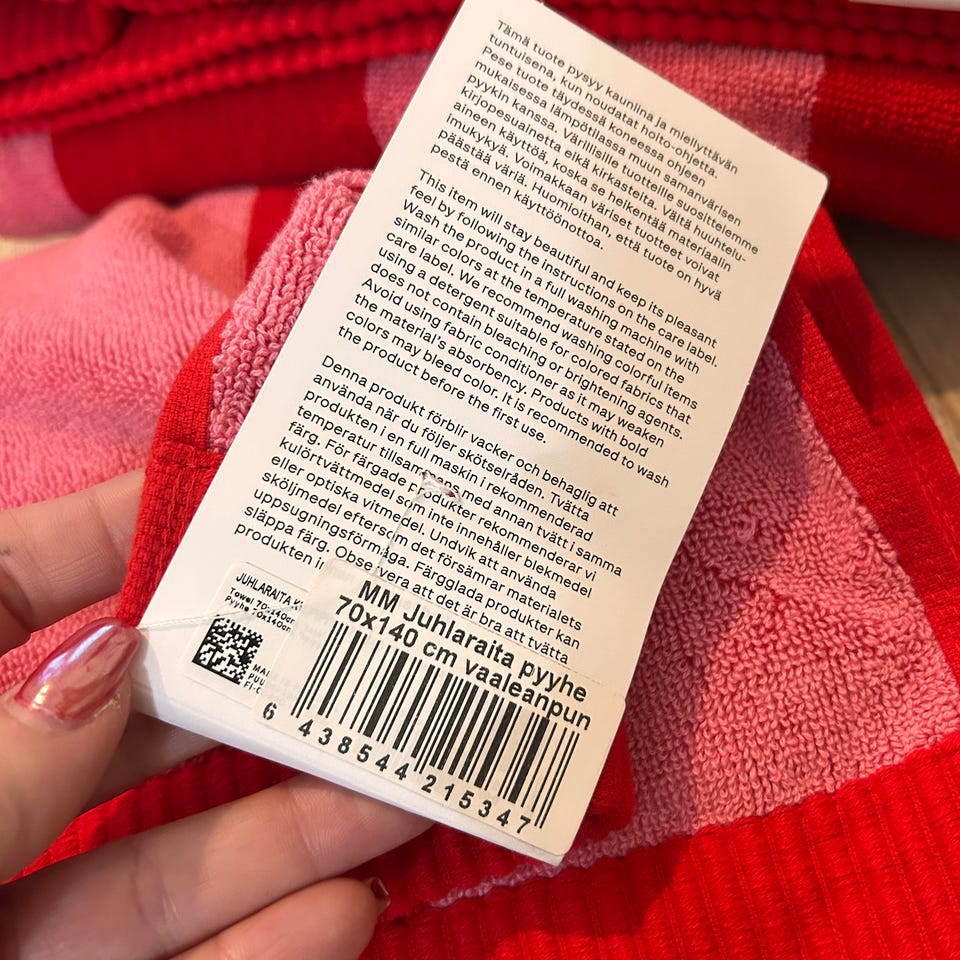 Tämä tuote pysyy kauniina ja miellyttävän
tuntuisena, kun noudatat hoito-ohjetta.
Pese tuote täydessä koneessa ohjeen
mukaisessa lämpötilassa muun samanvärisen
pyykin kanssa. Värillisille tuotteille suosittelemme
kirjopesuainetta eikä kirkasteita. Vältä huuhtelu-
aineen käyttöä, koska se heikentää materiaalin
imukykyä. Voimakkaan väriset tuotteet voivat
päästää väriä. Huomioithan, että tuote on hyvä
pestä ennen käyttöönottoa.
This item will stay beautiful and keep its pleasant
feel by following the instructions on the care label.
Wash the product in a full washing machine with
similar colors at the temperature stated on the
care label. We recommend washing colorful items
using a detergent suitable for colored fabrics that
does not contain bleaching or brightening agents.
Avoid using fabric conditioner as it may weaken
the material's absorbency. Products with bold
colors may bleed color. It is recommended to wash
the product before the first use.
Denna produkt förblir vacker och behaglig att
använda när du följer skötselråden. Tvätta
produkten i en full maskin i rekommenderad
temperatur tillsammans med annan tvätt i samma
färg. För färgade produkter rekommenderar vi
kulörtvättmedel som inte innehåller blekmedel
eller optiska vitmedel. Undvik att använda
sköljmedel eftersom det försämrar materialets
uppsugningsförmåga. Färgglada produkter kan
släppa färg. Observera att det är bra att tvätta
produkten
JUHLARAITA
Towel 70x140cm
Pyyhe 70x140cm
MM Juhlaraita pyyhe
70x140 cm vaaleanpun
6 438544 215347